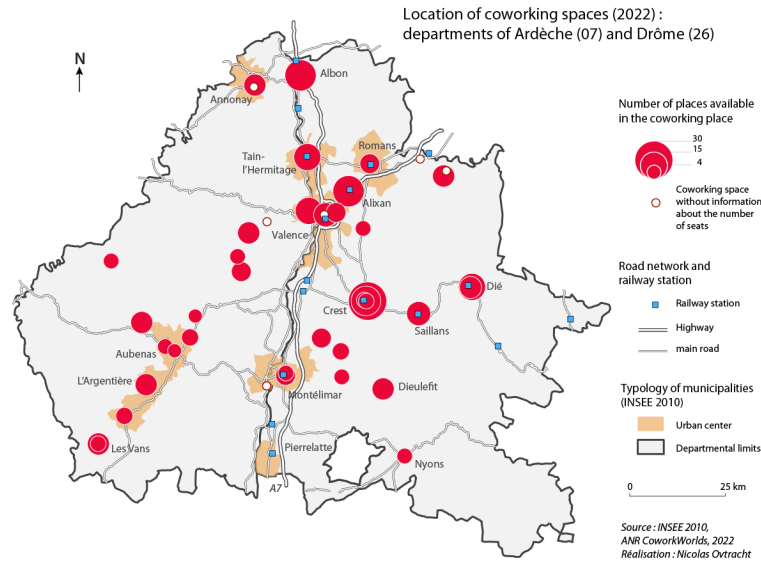 Location of coworking spaces (2022) :
departments of Ardèche (07) and Drôme (26)
N
Albon
Annonay
Romans
Tain-
l'Hermitage
Alixan
Valence
Crest
Dié
Saillans
Aubenas
L'Argentière
Montélimar
Dieulefit
Les Vans
Pierrelatte
Nyons
A7
Number of places available
in the coworking place
30
15
4
Coworking space
without information
about the number
of seats
Road network and
railway station
Railway station
Highway
main road
Typology of municipalities
(INSEE 2010)
Urban center
Departmental limits
0 25 km
Source : INSEE 2010,
ANR CoworkWorlds, 2022
Réalisation : Nicolas Ovtracht